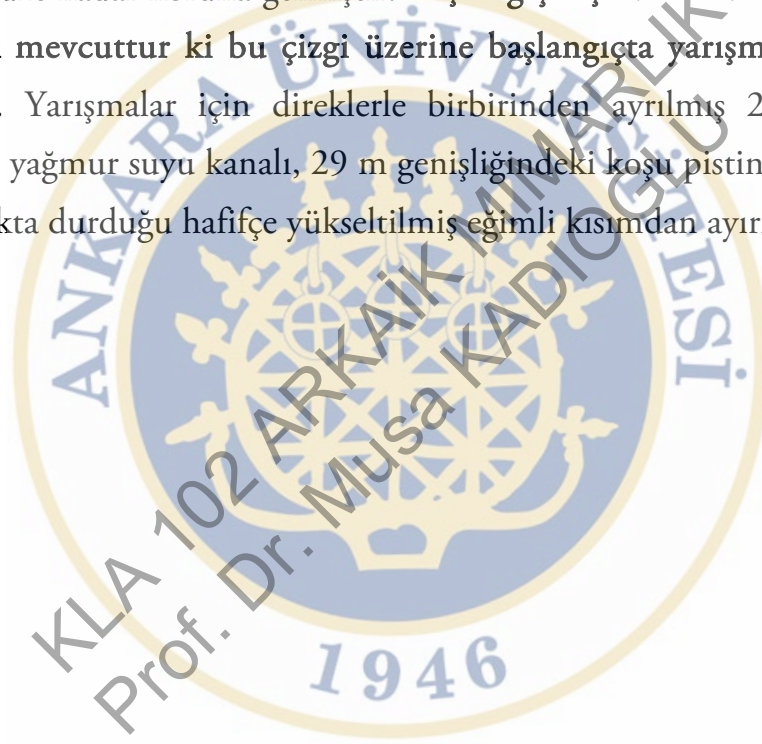 mevcuttur ki bu çizgi üzerine başlangıçta yarışm
. Yarışmalar için direklerle birbirinden ayrılmış 2
yağmur suyu kanalı, 29 m genişliğindeki koşu pistin
kta durduğu hafifçe yükseltilmiş eğimli kısımdan ayır
ANKARA ÜNİVERSİTESİ
1946
KLA 102 ARKAİK MİMARLIK
Prof. Dr. Musa KADIOĞLU